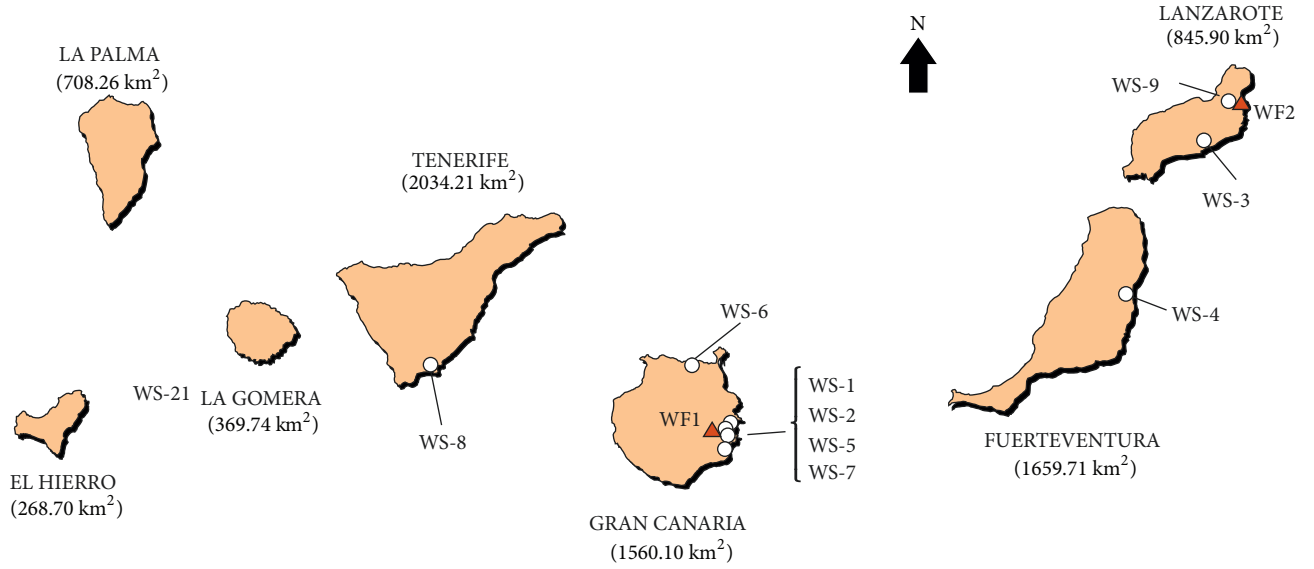 LANZAROTE
(845.90 km²)
N
LA PALMA
(708.26 km²)
WS-9
WF2
TENERIFE
(2034.21 km²)
WS-3
WS-6
WS-4
WS-21
LA GOMERA
(369.74 km²)
WS-8
WF1
WS-1
WS-2
WS-5
WS-7
FUERTEVENTURA
(1659.71 km²)
EL HIERRO
(268.70 km²)
GRAN CANARIA
(1560.10 km²)